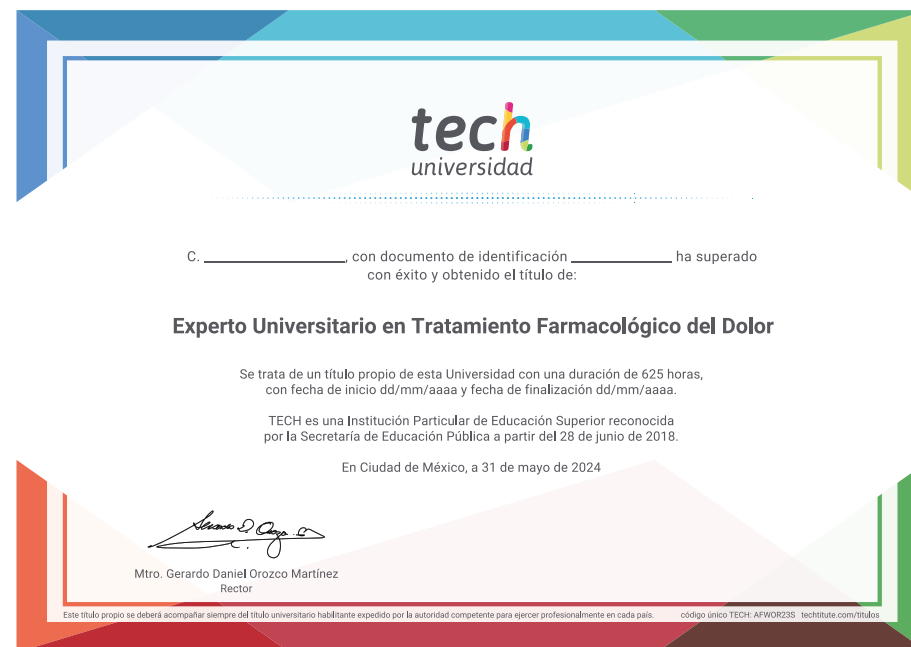 tech
universidad
C. ____________, con documento de identificación ____________ ha superado
con éxito y obtenido el título de:
Experto Universitario en Tratamiento Farmacológico del Dolor
Se trata de un título propio de esta Universidad con una duración de 625 horas,
con fecha de inicio dd/mm/aaaa y fecha de finalización dd/mm/aaaa.
TECH es una Institución Particular de Educación Superior reconocida
por la Secretaría de Educación Pública a partir del 28 de junio de 2018.
En Ciudad de México, a 31 de mayo de 2024
Mtro. Gerardo Daniel Orozco Martínez
Rector
Este título propio se deberá acompañar siempre del título universitario habilitante expedido por la autoridad competente para ejercer profesionalmente en cada país. código único TECH: AFWOR23S techtitute.com/titulos